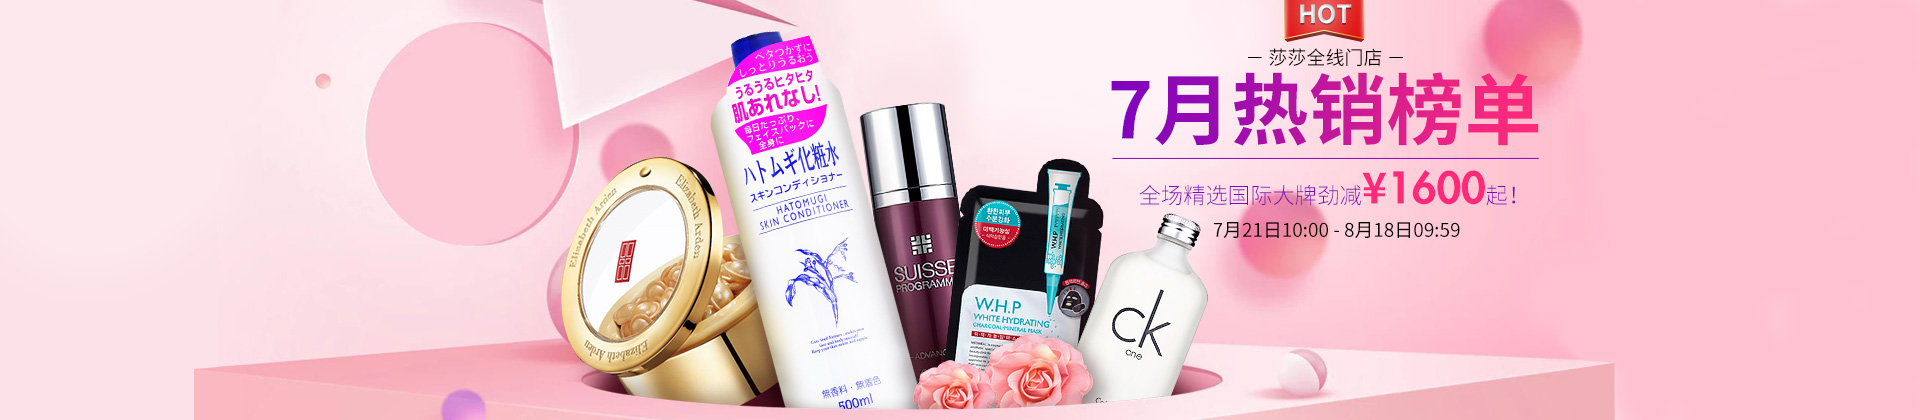 HOT
莎莎全线门店
7月热销榜单
全场精选国际大牌劲减¥1600起!
7月21日10:00 - 8月18日09:59
Elizabeth Arden
Elizabeth Arden
Elizabeth Arden
ベタつかずに
しっとりうるおう
うるうるヒタヒタ
肌あれなし!
毎日たっぷり、
フェイスパックに
全身に
ハトムギ化粧水
スキンコンディショナー
HATOMUGI
SKIN CONDITIONER
無香料・無着色
500ml
SUISSE
PROGRAMM
ADVANC
W.H.P
W.H.P
WHITE HYDRATING
CHARCOAL-MINERAL MASK
ck
one